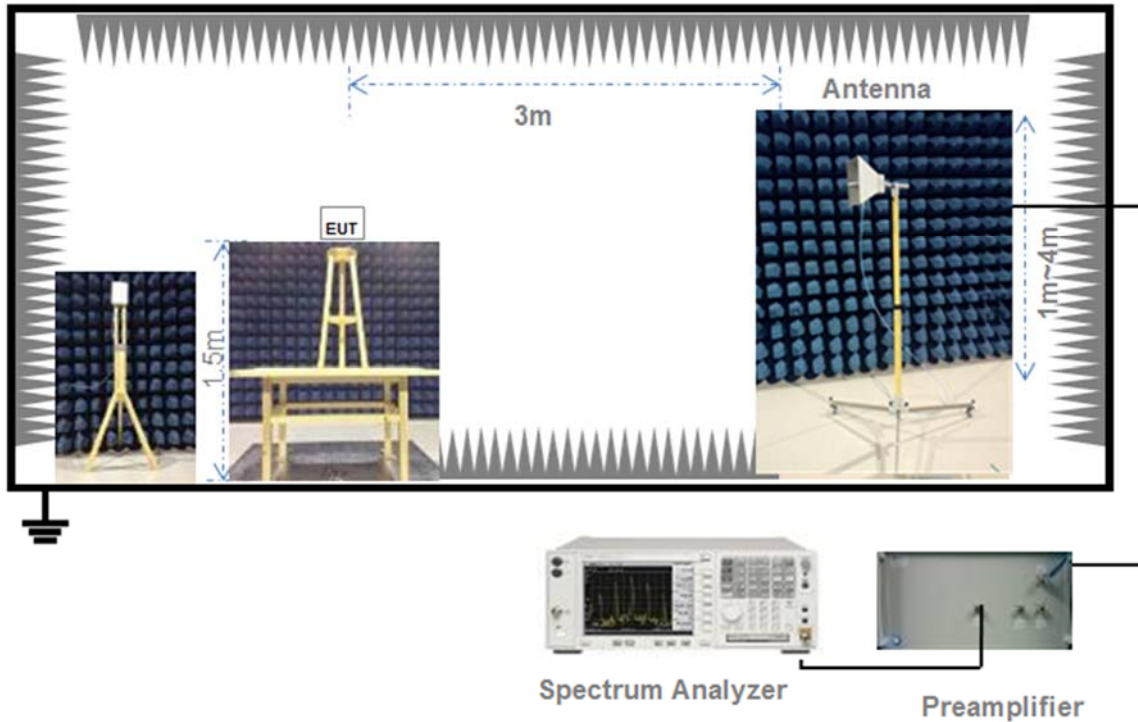 Antenna
3m
EUT
1.5m
1m~4m
Spectrum Analyzer
Preamplifier